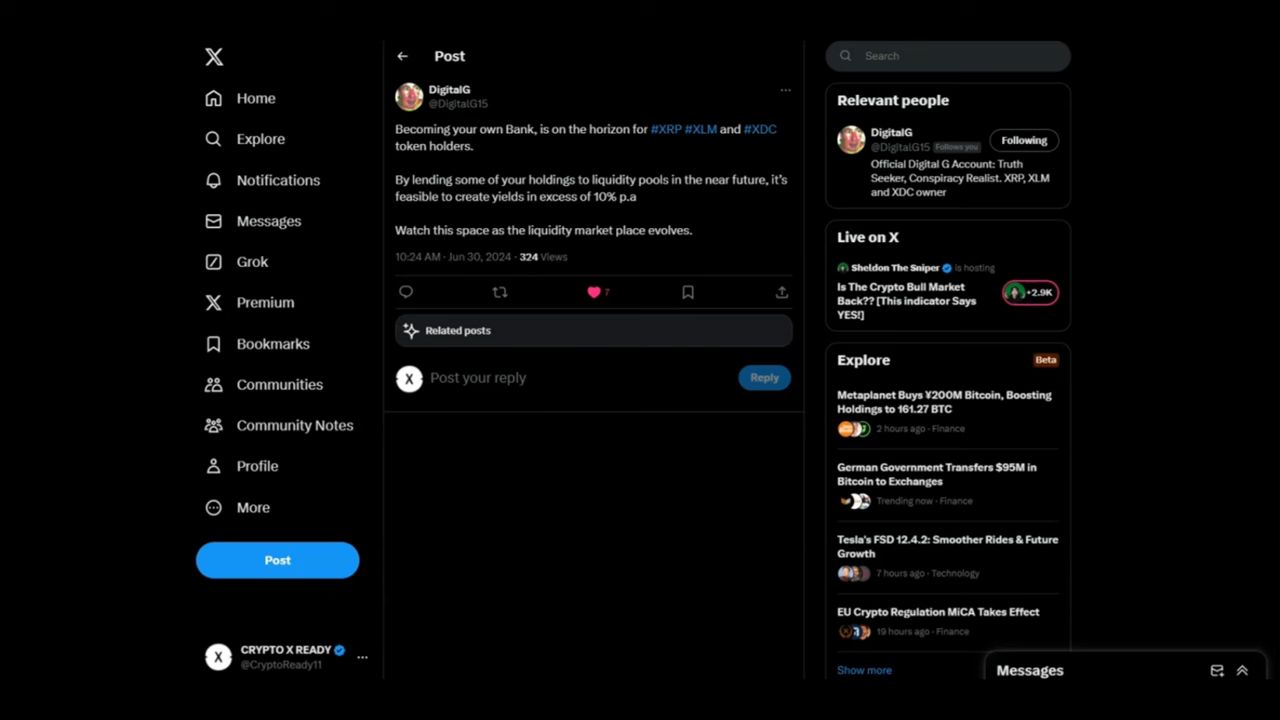 Home
Explore
Notifications
Messages
Grok
Premium
Bookmarks
Communities
Community Notes
Profile
More
Post
CRYPTO X READY
@CryptoReady11
Post
DigitalG
@DigitalG15
Becoming your own Bank, is on the horizon for #XRP #XLM and #XDC
token holders.
By lending some of your holdings to liquidity pools in the near future, it's
feasible to create yields in excess of 10% p.a
Watch this space as the liquidity market place evolves.
10:24 AM · Jun 30, 2024 · 324 Views
7
Related posts
X
Post your reply
Reply
Search
Relevant people
DigitalG
@DigitalG15 Follows you
Following
Official Digital G Account: Truth
Seeker, Conspiracy Realist. XRP, XLM
and XDC owner
Live on X
Sheldon The Sniper is hosting
Is The Crypto Bull Market
Back?? [This indicator Says
YES!]
+2.9K
Explore
Beta
Metaplanet Buys ¥200M Bitcoin, Boosting
Holdings to 161.27 BTC
2 hours ago · Finance
German Government Transfers $95M in
Bitcoin to Exchanges
Trending now · Finance
Tesla's FSD 12.4.2: Smoother Rides & Future
Growth
7 hours ago · Technology
EU Crypto Regulation MiCA Takes Effect
19 hours ago · Finance
Show more
Messages